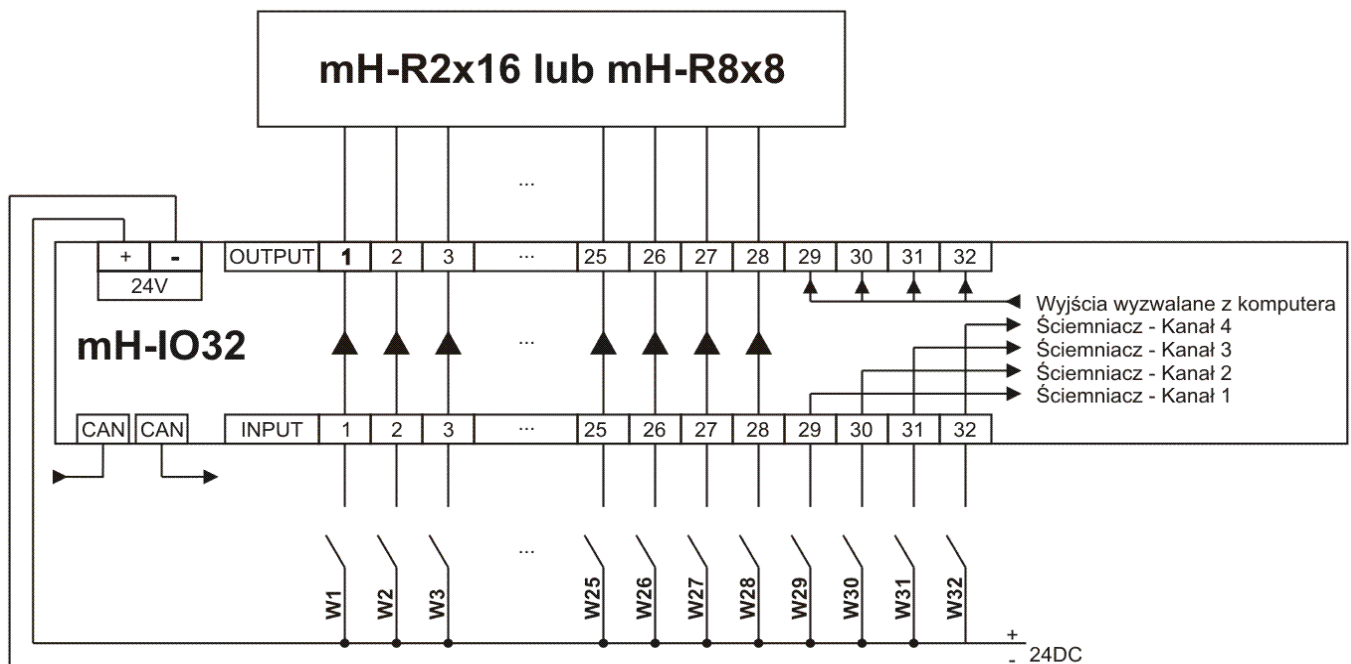 mH-R2x16 lub mH-R8x8
...
+ - OUTPUT 1 2 3 ... 25 26 27 28 29 30 31 32
24V
Wyjścia wyzwalane z komputera
Ściemniacz - Kanał 4
mH-IO32 ...
Ściemniacz - Kanał 3
Ściemniacz - Kanał 2
Ściemniacz - Kanał 1
CAN CAN INPUT 1 2 3 ... 25 26 27 28 29 30 31 32
...
W1 W2 W3 W25 W26 W27 W28 W29 W30 W31 W32
+
- 24DC